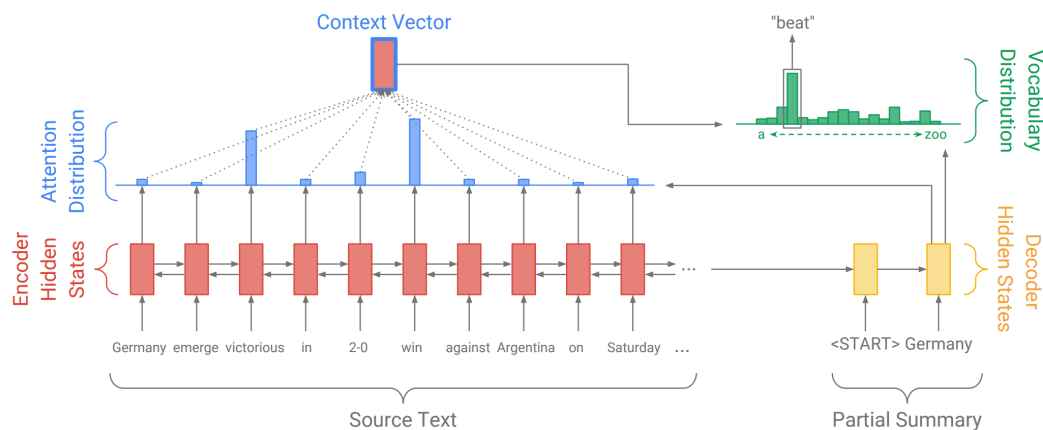 Context Vector
"beat"
Vocabulary
Distribution
a
zoo
Attention
Distribution
Encoder
Hidden
States
...
Decoder
Hidden States
Germany emerge victorious in 2-0 win against Argentina on Saturday ...
<START> Germany
Source Text
Partial Summary